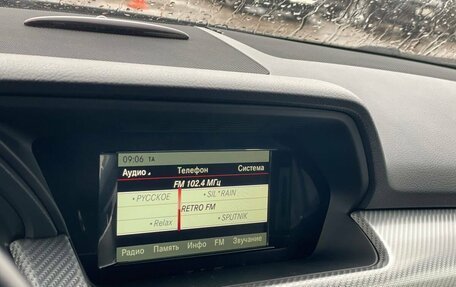 09:06 TA
Аудио Телефон Система
FM 102.4 МГц
•РУССКОЕ •SIL*RAIN
RETRO FM
•Relax •SPUTNIK
Радио Память Инфо FM Звучание